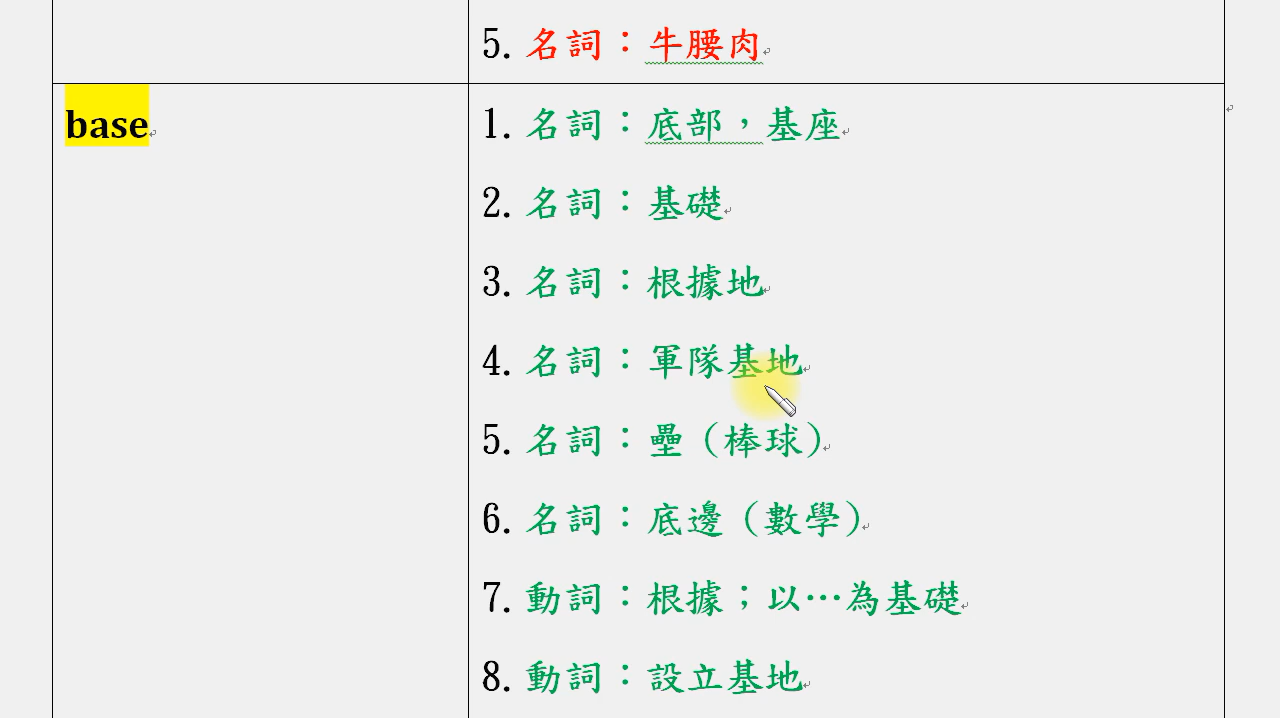 5. 名詞：牛腰肉
base
1. 名詞：底部，基座
2. 名詞：基礎
3. 名詞：根據地
4. 名詞：軍隊基地
5. 名詞：壘（棒球）
6. 名詞：底邊（數學）
7. 動詞：根據；以…為基礎
8. 動詞：設立基地